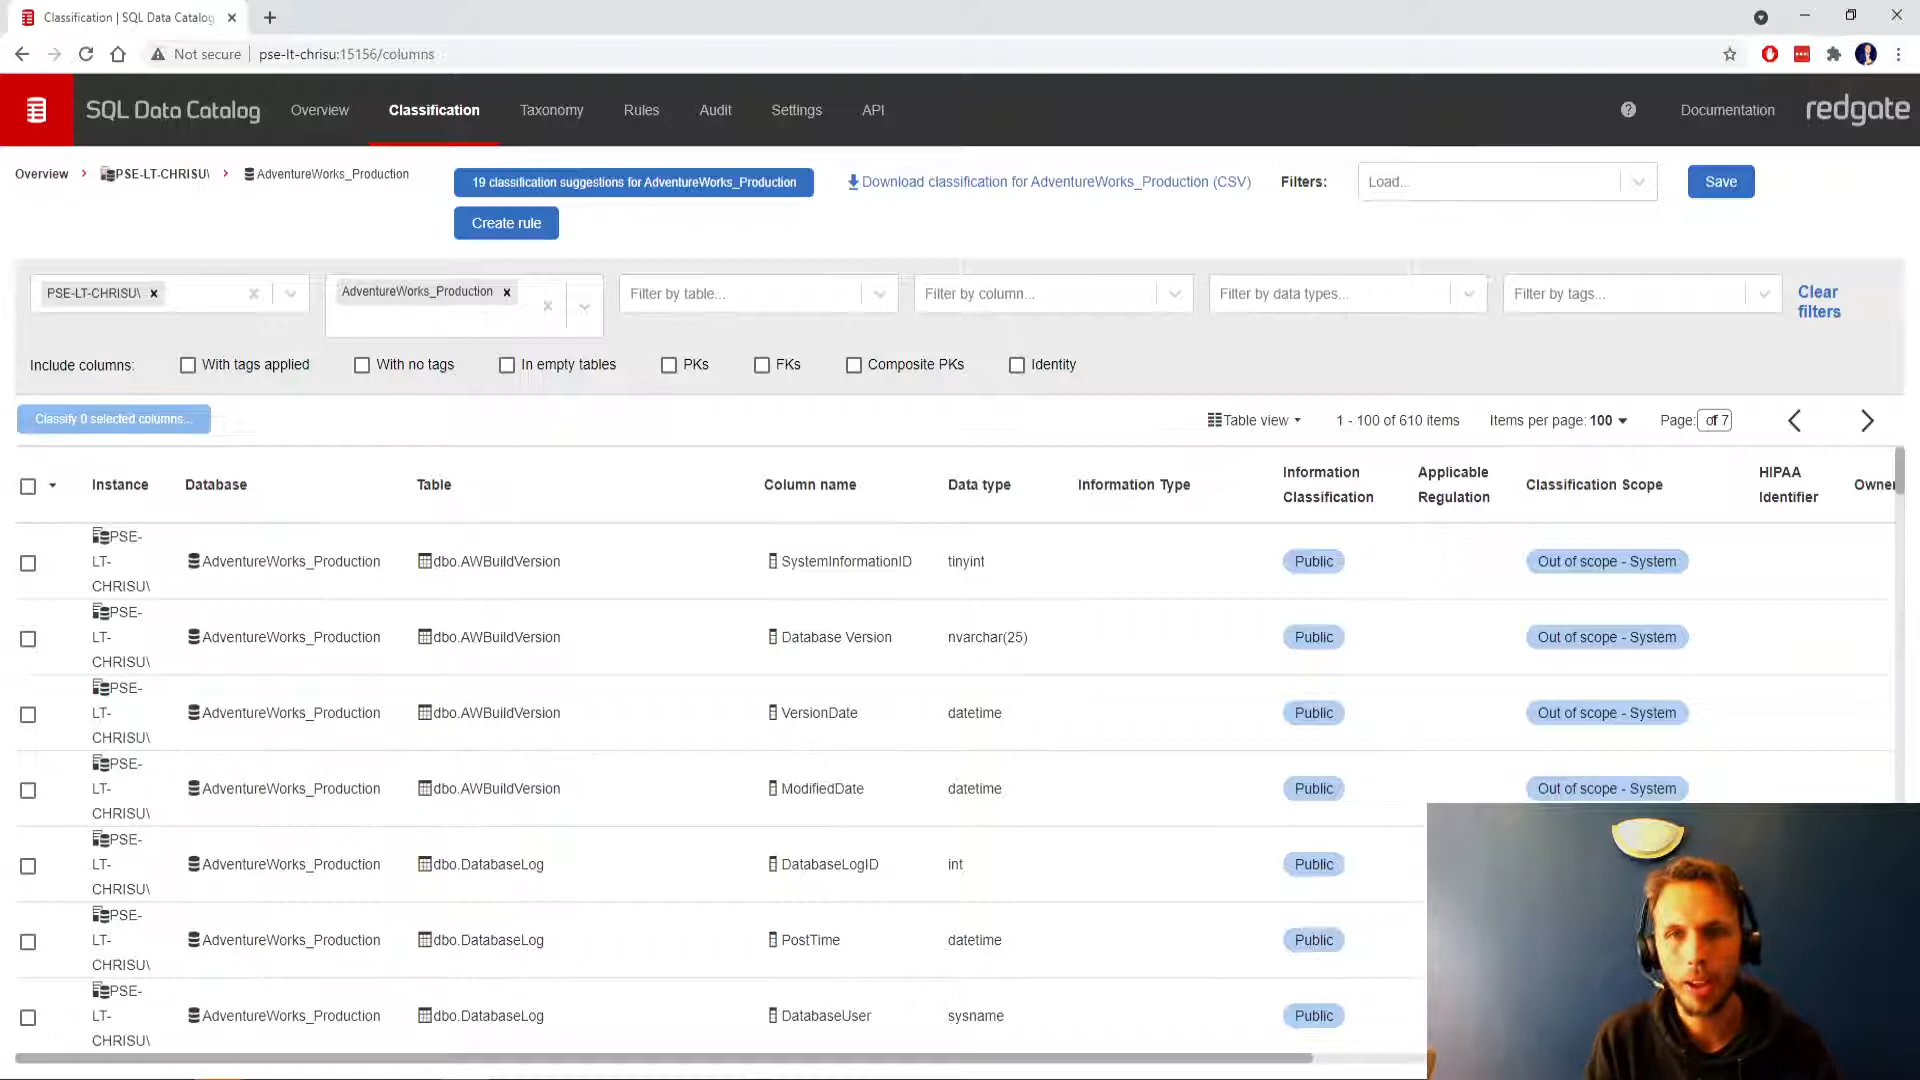 Classification | SQL Data Catalog
Not secure
pse-lt-chrisu:15156/columns
SQL Data Catalog
Overview
Classification
Taxonomy
Rules
Audit
Settings
API
Documentation
redgate
Overview > PSE-LT-CHRISU\ > AdventureWorks_Production
19 classification suggestions for AdventureWorks_Production
Download classification for AdventureWorks_Production (CSV)
Filters:
Load...
Save
Create rule
PSE-LT-CHRISU\
AdventureWorks_Production
Filter by table...
Filter by column...
Filter by data types...
Filter by tags...
Clear
filters
Include columns:
With tags applied
With no tags
In empty tables
PKs
FKs
Composite PKs
Identity
Classify 0 selected columns...
Table view
1 - 100 of 610 items
Items per page: 100
Page: of 7
Instance
Database
Table
Column name
Data type
Information Type
Information
Classification
Applicable
Regulation
Classification Scope
HIPAA
Identifier
Owner
PSE-
LT-
CHRISU\
AdventureWorks_Production
dbo.AWBuildVersion
SystemInformationID
tinyint
Public
Out of scope - System
PSE-
LT-
CHRISU\
AdventureWorks_Production
dbo.AWBuildVersion
Database Version
nvarchar(25)
Public
Out of scope - System
PSE-
LT-
CHRISU\
AdventureWorks_Production
dbo.AWBuildVersion
VersionDate
datetime
Public
Out of scope - System
PSE-
LT-
CHRISU\
AdventureWorks_Production
dbo.AWBuildVersion
ModifiedDate
datetime
Public
Out of scope - System
PSE-
LT-
CHRISU\
AdventureWorks_Production
dbo.DatabaseLog
DatabaseLogID
int
Public
PSE-
LT-
CHRISU\
AdventureWorks_Production
dbo.DatabaseLog
PostTime
datetime
Public
PSE-
LT-
CHRISU\
AdventureWorks_Production
dbo.DatabaseLog
DatabaseUser
sysname
Public